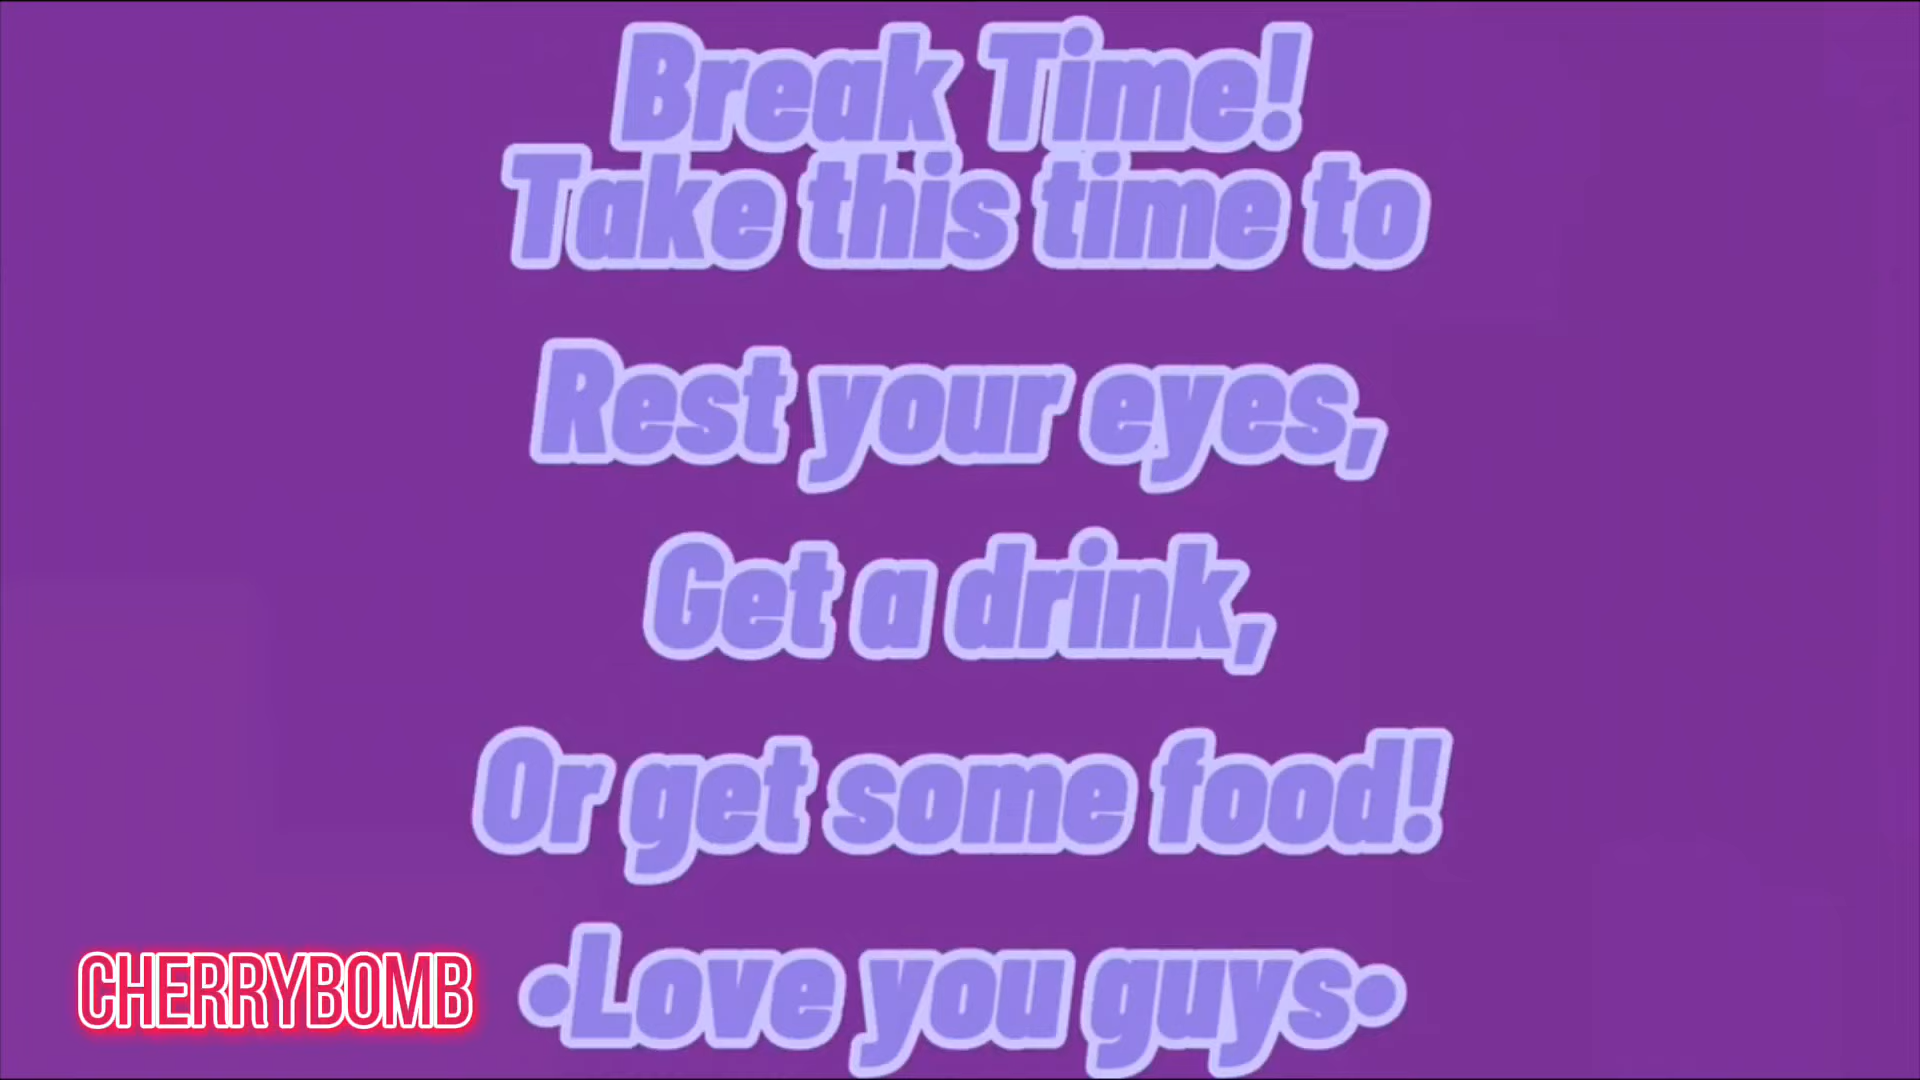 Break Time!
Take this time to
Rest your eyes,
Get a drink,
Or get some food!
•Love you guys•
CHERRYBOMB